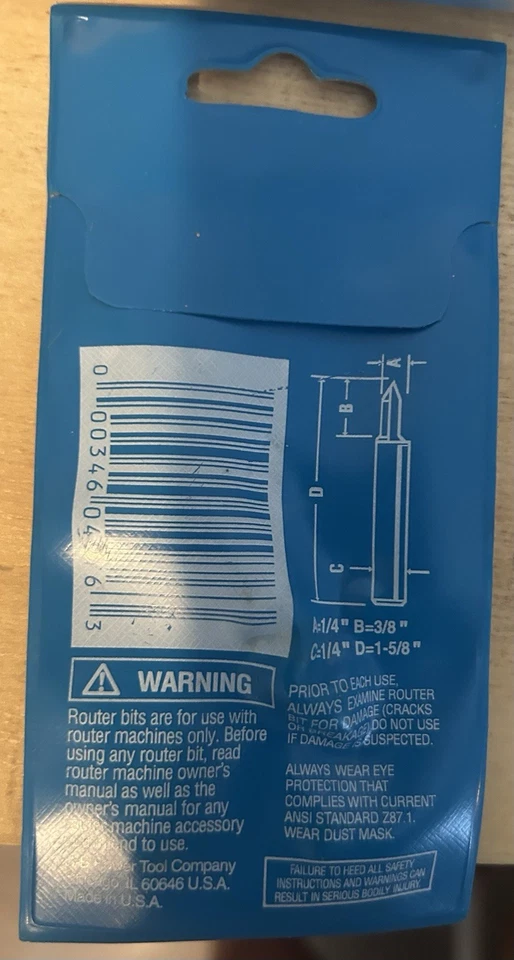 0 00346 04 6 3
A
B
D
C
A=1/4" B=3/8"
C=1/4" D=1-5/8"
WARNING
Router bits are for use with
router machines only. Before
using any router bit, read
router machine owner's
manual as well as the
owner's manual for any
machine accessory
to use.
Tool Company
IL 60646 U.S.A.
Made in U.S.A.
PRIOR TO EACH USE,
ALWAYS EXAMINE ROUTER
BIT FOR DAMAGE (CRACKS
OR BREAKAGE) DO NOT USE
IF DAMAGE IS SUSPECTED.
ALWAYS WEAR EYE
PROTECTION THAT
COMPLIES WITH CURRENT
ANSI STANDARD Z87.1.
WEAR DUST MASK.
FAILURE TO HEED ALL SAFETY
INSTRUCTIONS AND WARNINGS CAN
RESULT IN SERIOUS BODILY INJURY.